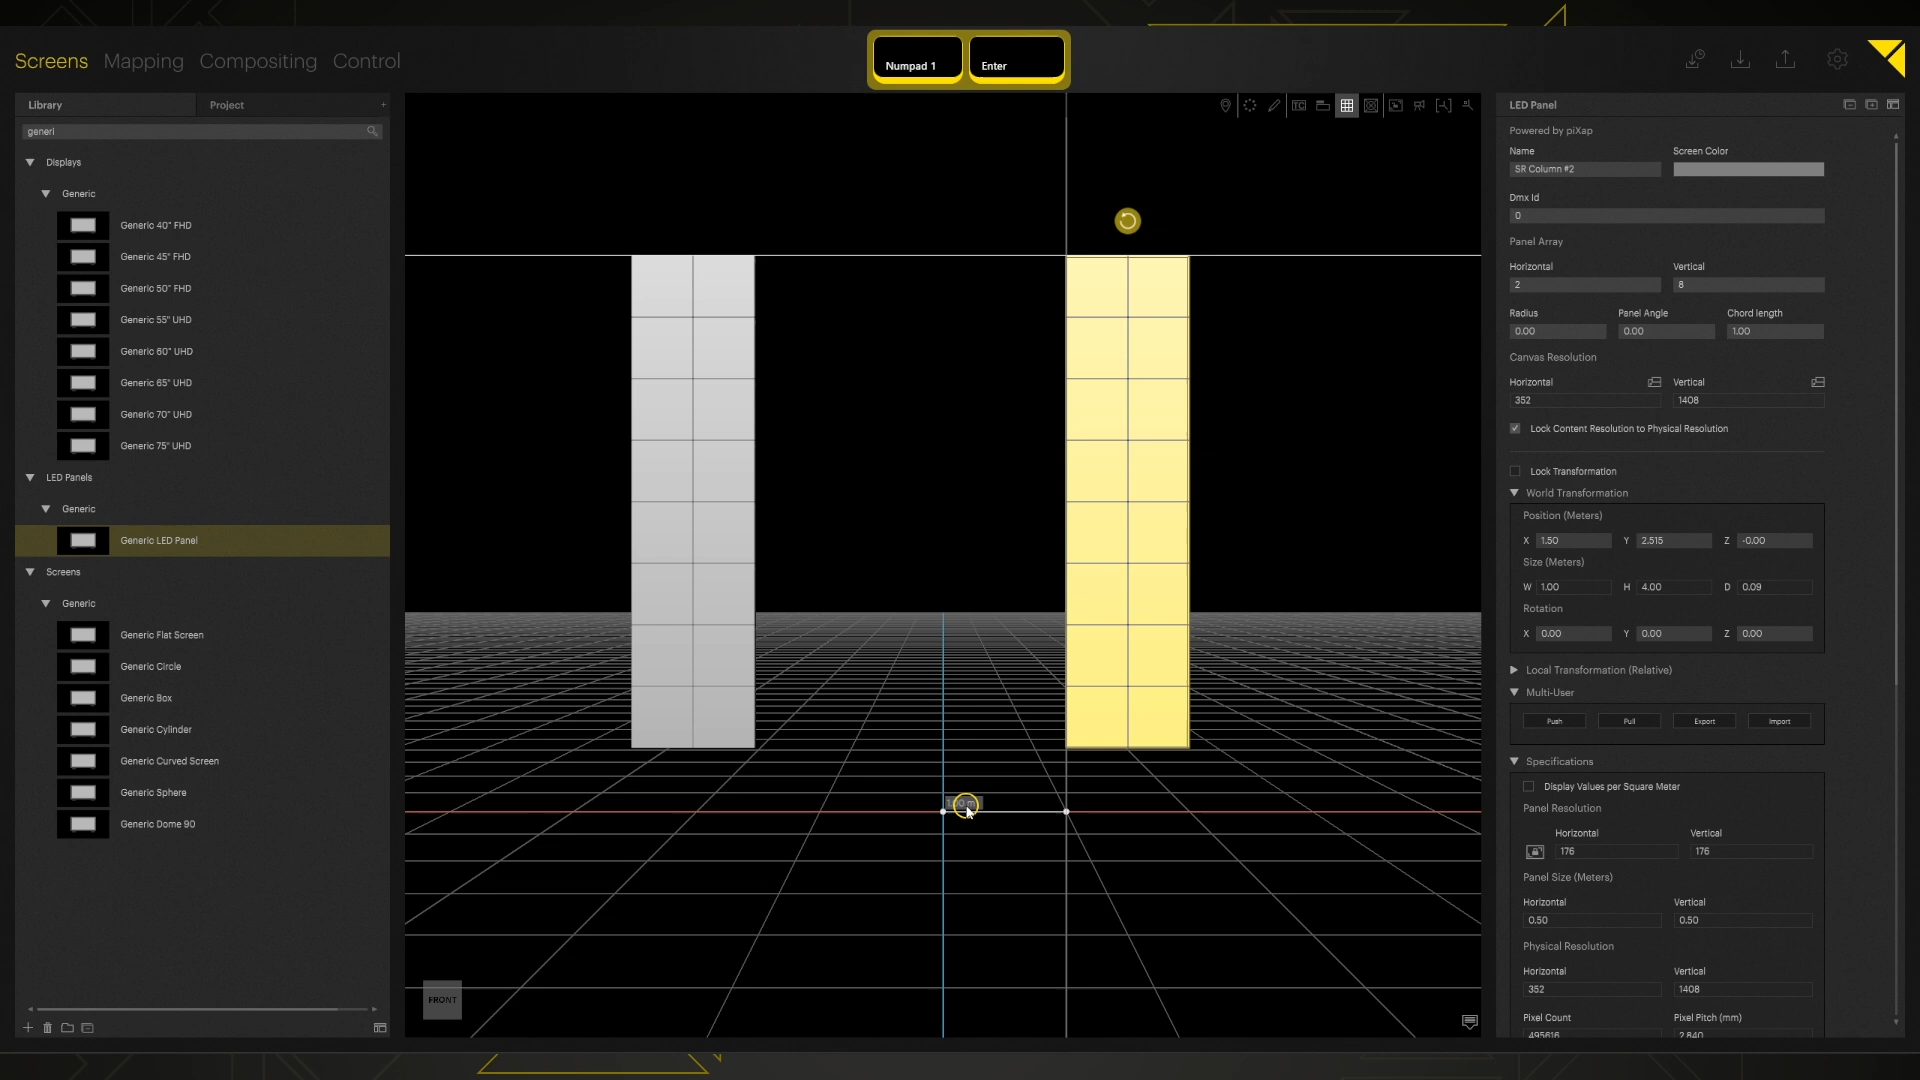 Numpad 1
Enter
Screens
Mapping
Compositing
Control
Library
Project
generi
Displays
Generic
Generic 40" FHD
Generic 45" FHD
Generic 50" FHD
Generic 55" UHD
Generic 60" UHD
Generic 65" UHD
Generic 70" UHD
Generic 75" UHD
LED Panels
Generic
Generic LED Panel
Screens
Generic
Generic Flat Screen
Generic Circle
Generic Box
Generic Cylinder
Generic Curved Screen
Generic Sphere
Generic Dome 90
TC
FRONT
LED Panel
Powered by piXap
Name
Screen Color
SR Column #2
Dmx Id
0
Panel Array
Horizontal
Vertical
2
8
Radius
Panel Angle
Chord length
0.00
0.00
1.00
Canvas Resolution
Horizontal
Vertical
352
1408
Lock Content Resolution to Physical Resolution
Lock Transformation
World Transformation
Position (Meters)
X 1.50 Y 2.515 Z -0.00
Size (Meters)
W 1.00 H 4.00 D 0.09
Rotation
X 0.00 Y 0.00 Z 0.00
Local Transformation (Relative)
Multi-User
Push
Pull
Export
Import
Specifications
Display Values per Square Meter
Panel Resolution
Horizontal
Vertical
176
176
Panel Size (Meters)
Horizontal
Vertical
0.50
0.50
Physical Resolution
Horizontal
Vertical
352
1408
Pixel Count
Pixel Pitch (mm)
495616
2.840